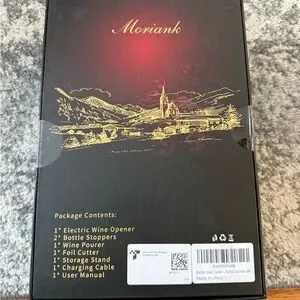 Moriank
Package Contents:
1* Electric Wine Opener
2* Bottle Stoppers
1* Wine Pourer
1* Foil Cutter
1* Storage Stand
1* Charging Cable
1* User Manual